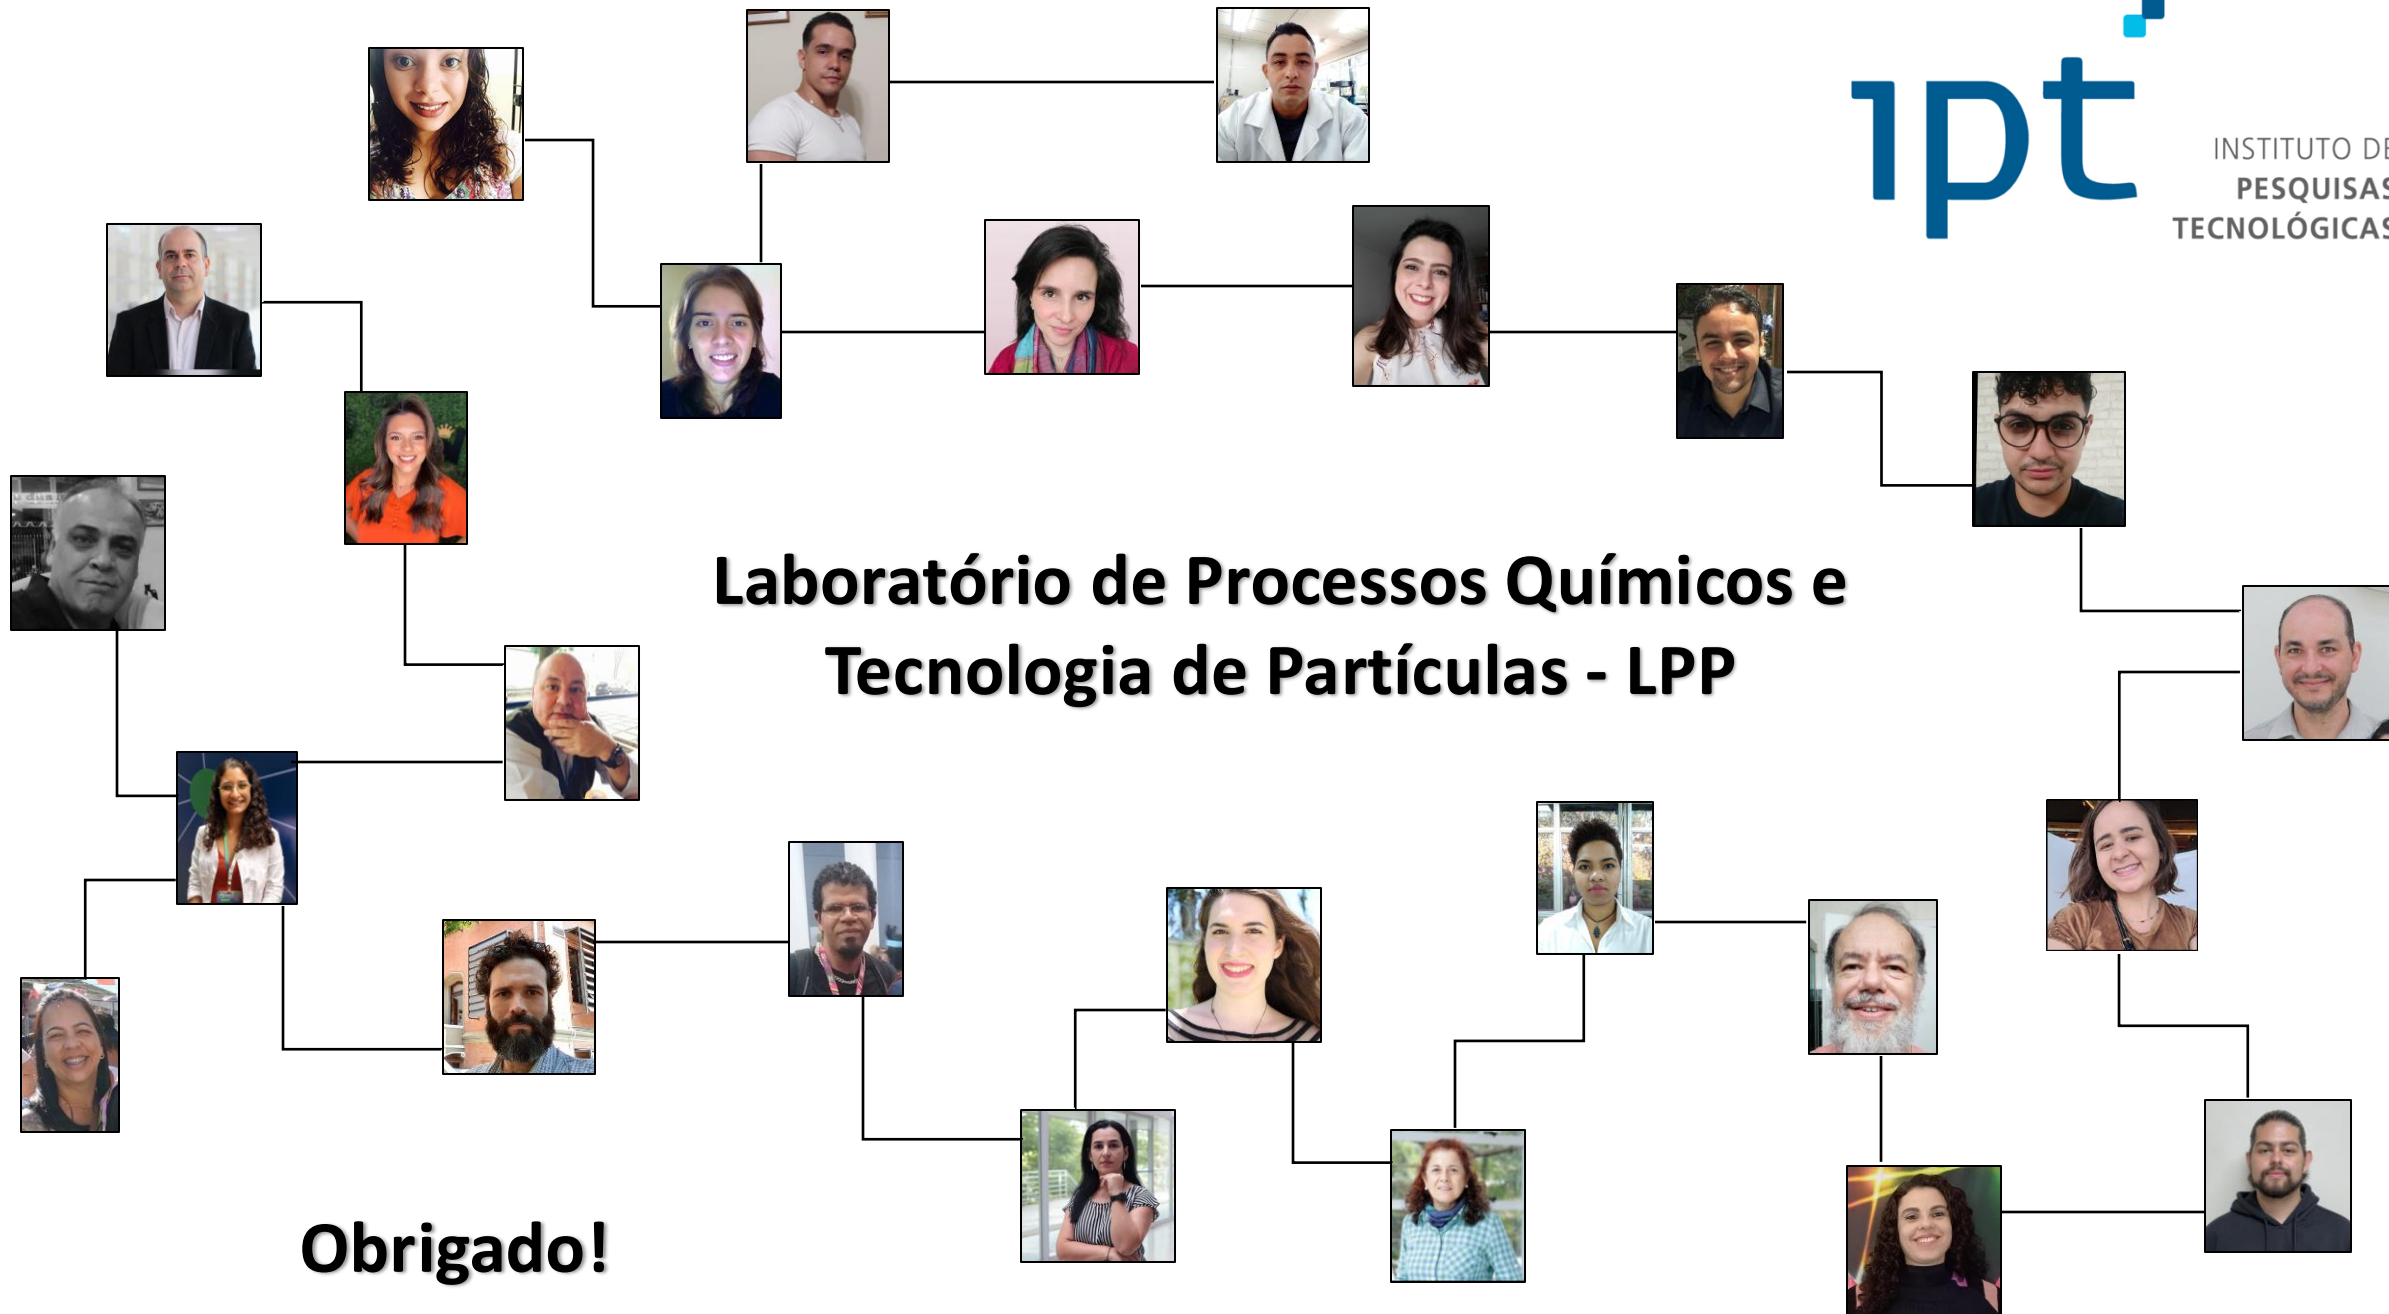 ipt
INSTITUTO DE
PESQUISAS
TECNOLÓGICAS
Laboratório de Processos Químicos e
Tecnologia de Partículas - LPP
Obrigado!